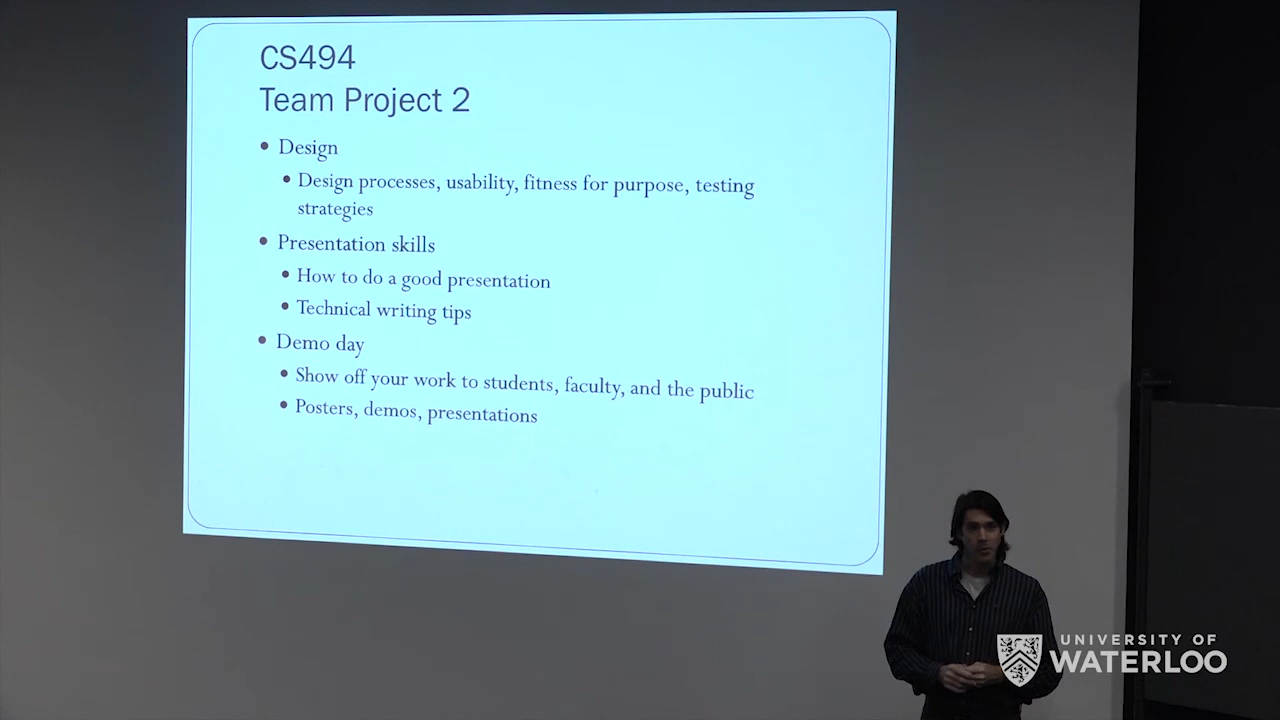 CS494
Team Project 2
• Design
• Design processes, usability, fitness for purpose, testing
strategies
• Presentation skills
• How to do a good presentation
• Technical writing tips
• Demo day
• Show off your work to students, faculty, and the public
• Posters, demos, presentations
UNIVERSITY OF
WATERLOO